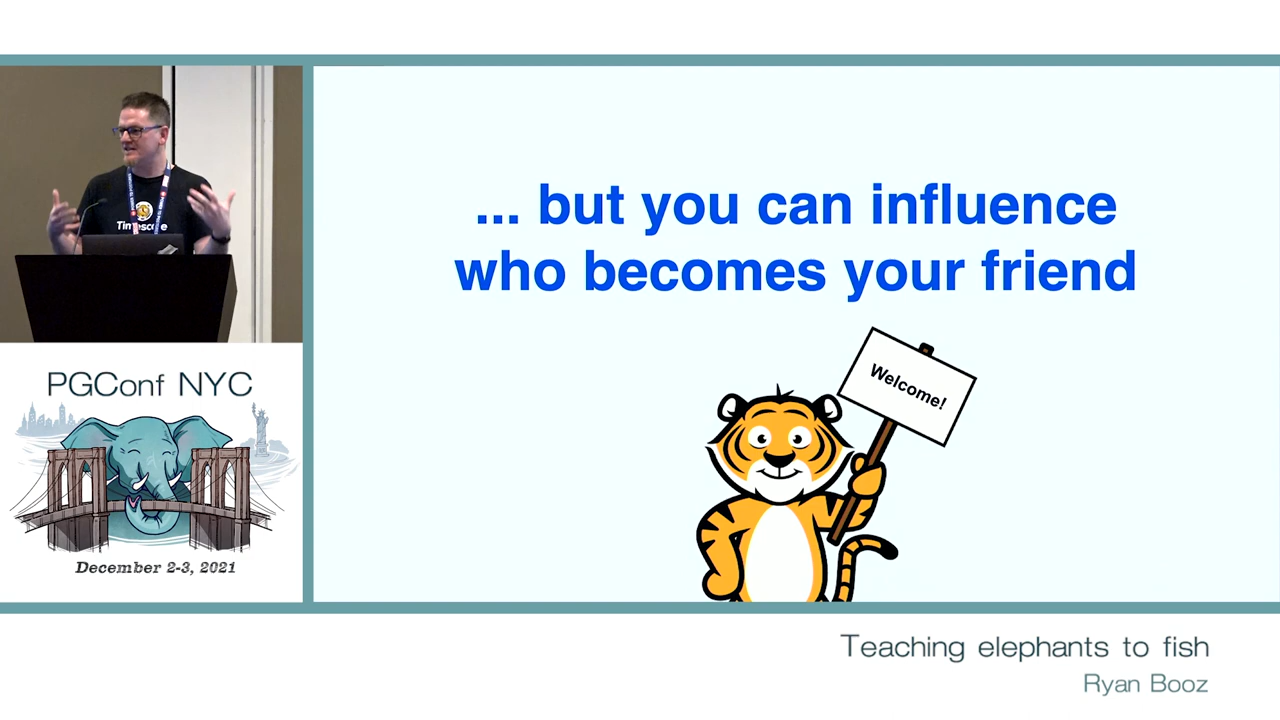 ... but you can influence
who becomes your friend
Welcome!
PGConf NYC
December 2-3, 2021
Teaching elephants to fish
Ryan Booz